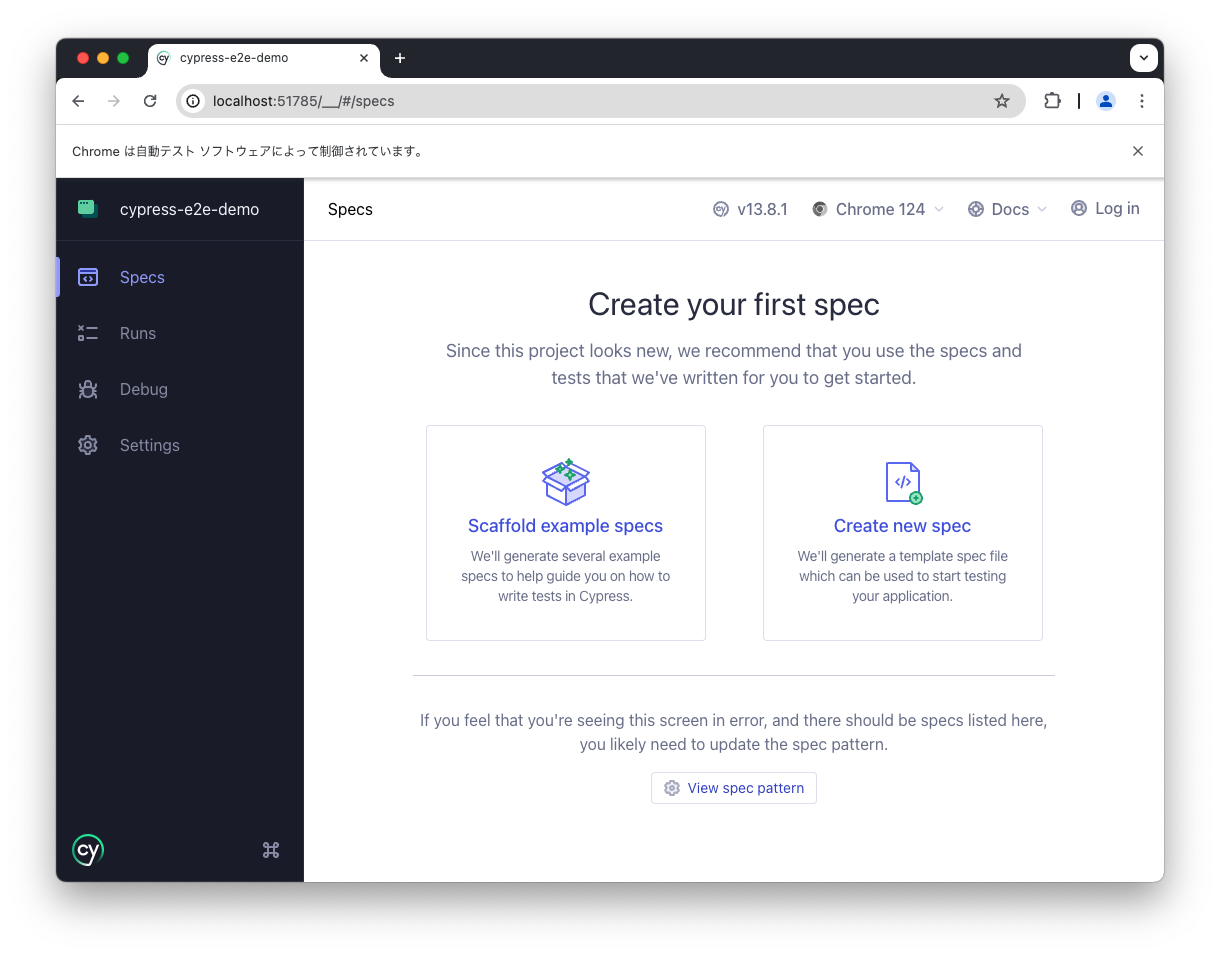 cypress-e2e-demo
localhost:51785/__/#/specs
Chrome は自動テスト ソフトウェアによって制御されています。
cypress-e2e-demo
Specs
Runs
Debug
Settings
cy
Specs
v13.8.1
Chrome 124
Docs
Log in
Create your first spec
Since this project looks new, we recommend that you use the specs and
tests that we've written for you to get started.
Scaffold example specs
We'll generate several example
specs to help guide you on how to
write tests in Cypress.
Create new spec
We'll generate a template spec file
which can be used to start testing
your application.
If you feel that you're seeing this screen in error, and there should be specs listed here,
you likely need to update the spec pattern.
View spec pattern